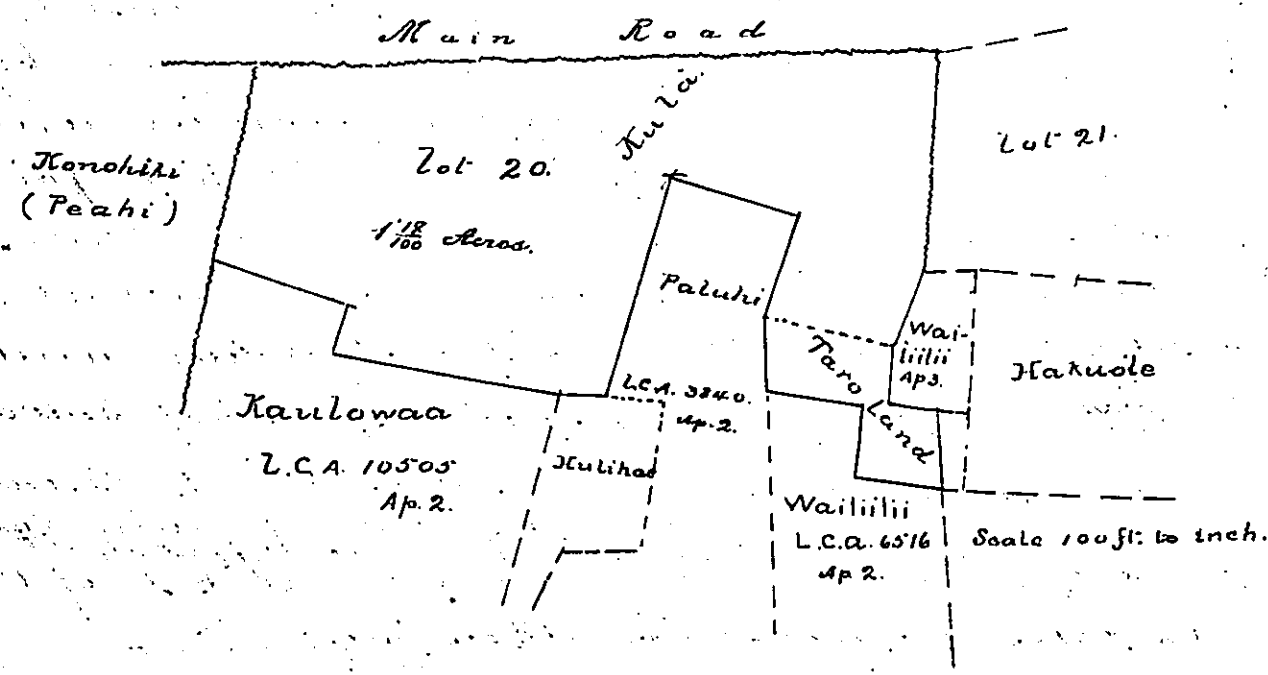 Main Road
Kula.
Lot 20.
Lot 21.
Konohiki
(Peahi)
1 18/100 Acres.
Paluhi
Wai-
liilii
Ap 3.
Hakuole
Taro Land
L.C.A. 3840.
Ap. 2.
Kaulowaa
L.C.A. 10505
Ap. 2.
Kulihoa
Wailiilii
L.C.A. 6516
Ap 2.
Scale 100 ft. to inch.